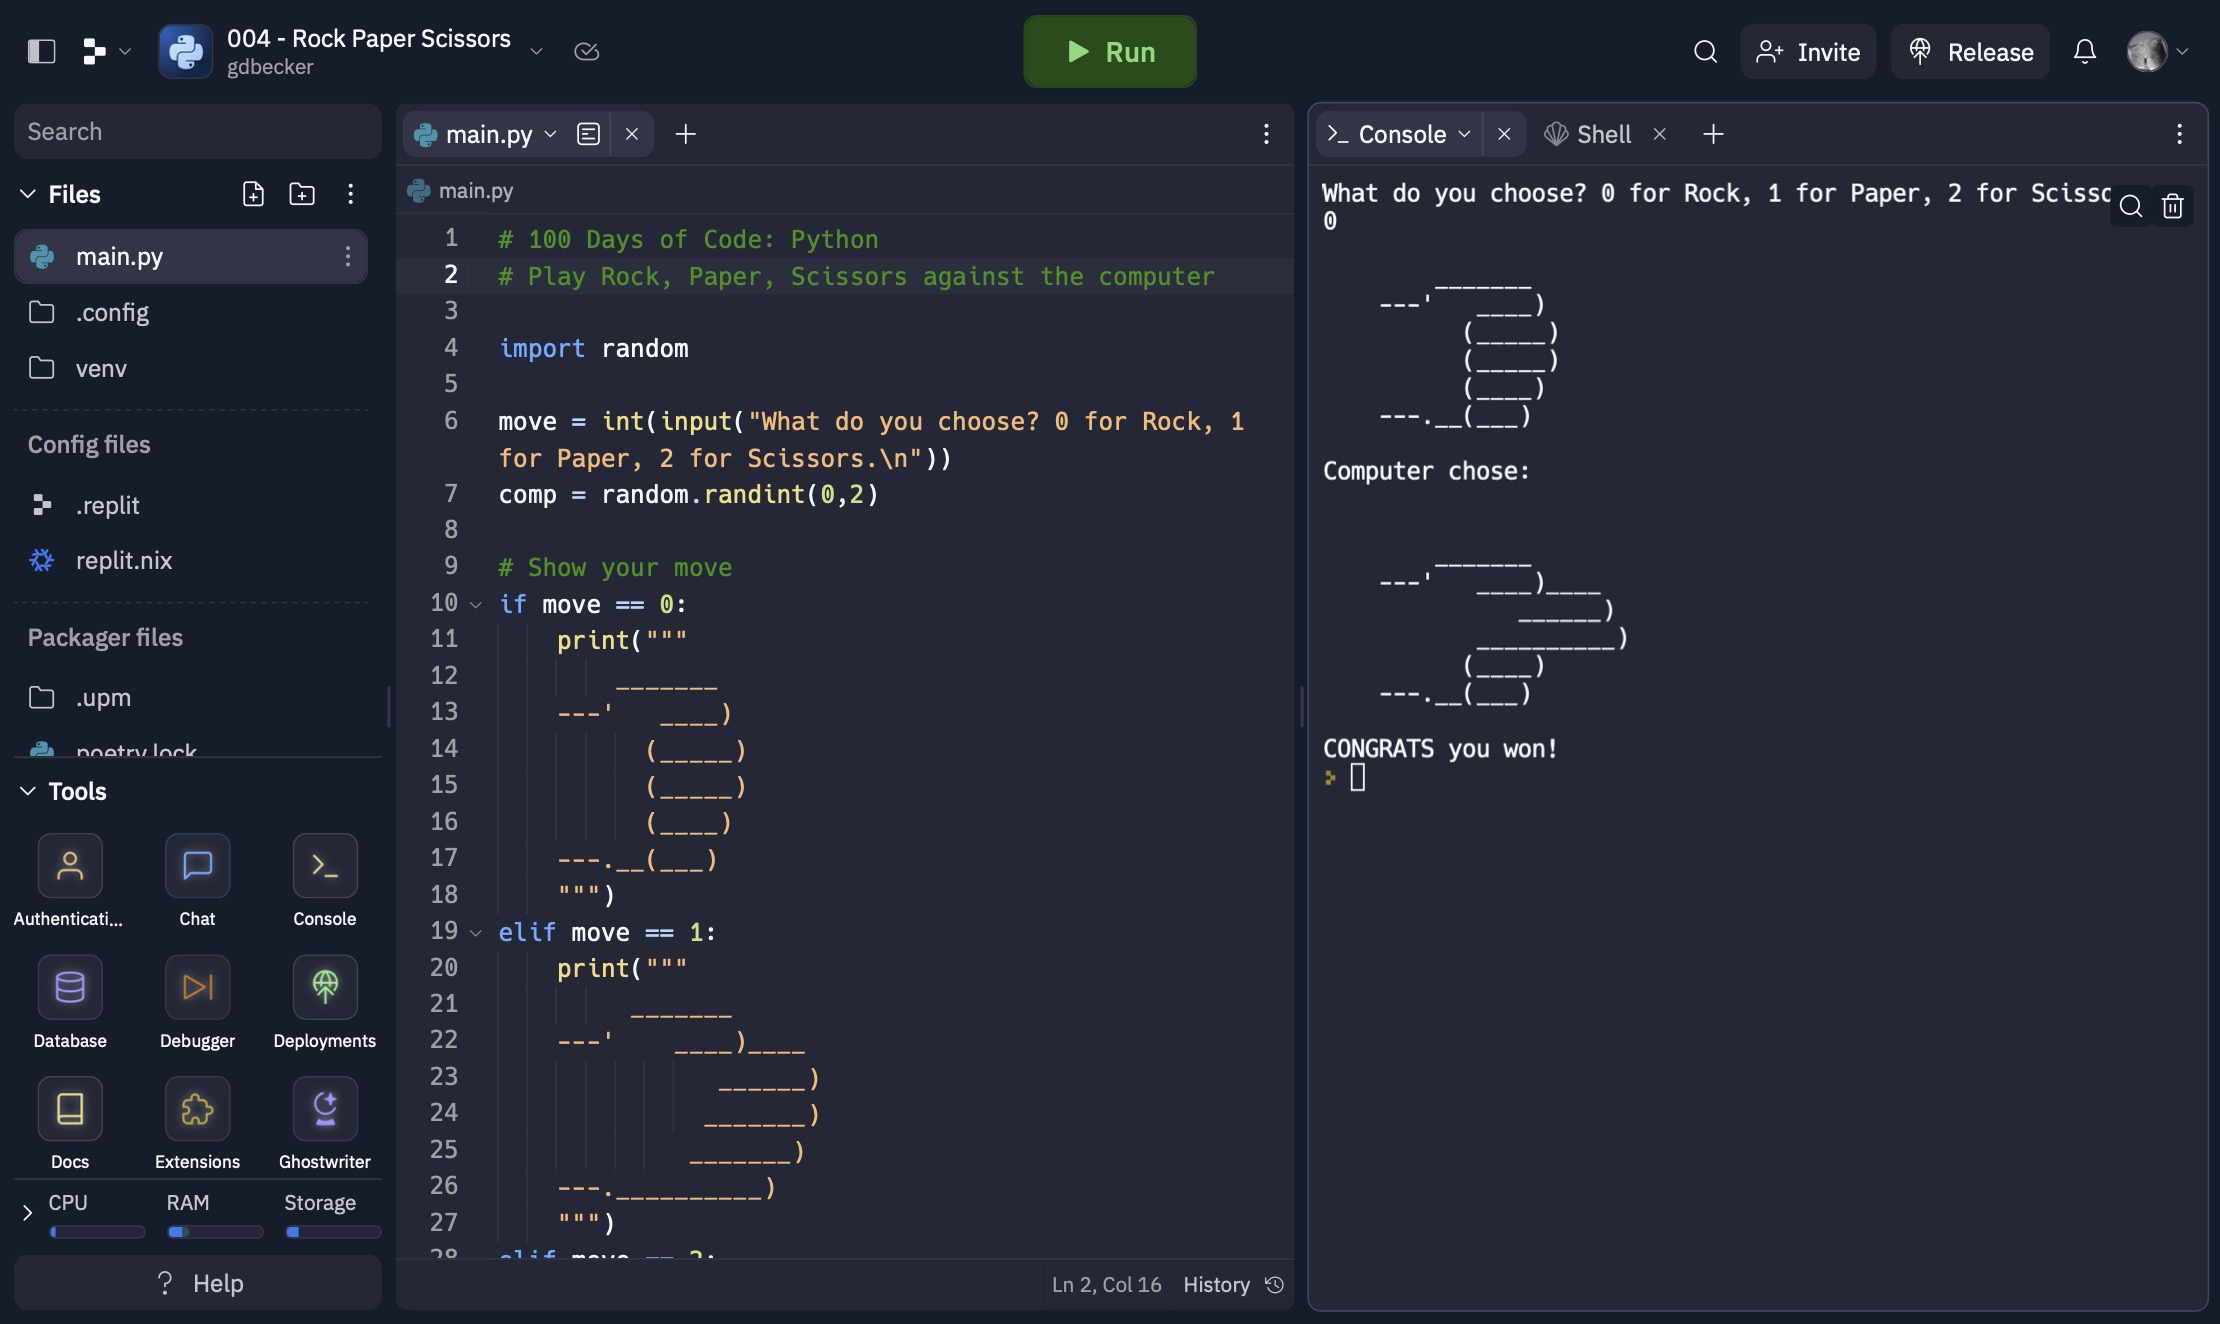 004 - Rock Paper Scissors
gdbecker
Run
Invite
Release
Search
Files
main.py
.config
venv
Config files
.replit
replit.nix
Packager files
.upm
poetry.lock
Tools
Authenticati...
Chat
Console
Database
Debugger
Deployments
Docs
Extensions
Ghostwriter
CPU
RAM
Storage
? Help
main.py
main.py
1 # 100 Days of Code: Python
2 # Play Rock, Paper, Scissors against the computer
3
4 import random
5
6 move = int(input("What do you choose? 0 for Rock, 1
for Paper, 2 for Scissors.\n"))
7 comp = random.randint(0,2)
8
9 # Show your move
10 if move == 0:
11     print("""
12         _______
13     ---'   ____)
14           (_____)
15           (_____)
16           (____)
17     ---.__(___)
18     """)
19 elif move == 1:
20     print("""
21          _______
22     ---'    ____)____
23                ______)
24               _______)
25              _______)
26     ---.__________)
27     """)
28 elif move == 2:
Ln 2, Col 16
History
Console
Shell
What do you choose? 0 for Rock, 1 for Paper, 2 for Scissc
0
        _______
    ---'   ____)
          (_____)
          (_____)
          (____)
    ---.__(___)
Computer chose:
        _______
    ---'   ____)____
              ______)
           __________)
          (____)
    ---.__(___)
CONGRATS you won!